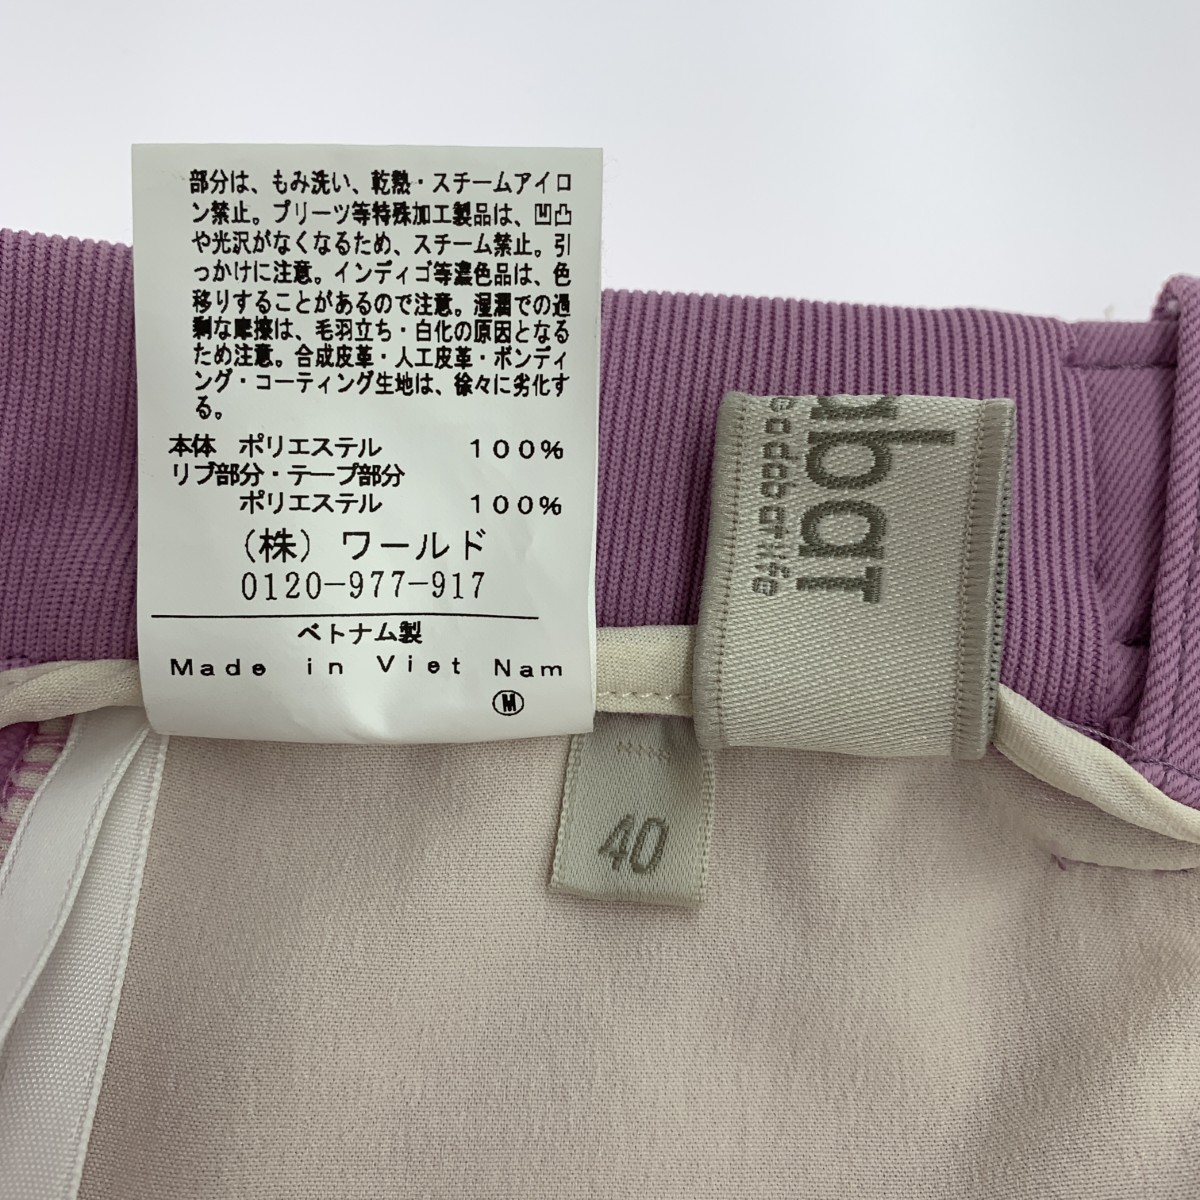 部分は、もみ洗い、乾熱・スチームアイロ
ン禁止。プリーツ等特殊加工製品は、凹凸
や光沢がなくなるため、スチーム禁止。引
っかけに注意。インディゴ等濃色品は、色
移りすることがあるので注意。湿潤での過
剰な摩擦は、毛羽立ち・白化の原因となる
ため注意。合成皮革・人工皮革・ボンディ
ング・コーティング生地は、徐々に劣化す
る。
本体 ポリエステル 100%
リブ部分・テープ部分
ポリエステル 100%
(株) ワールド
0120-977-917
ベトナム製
Made in Viet Nam
M
40